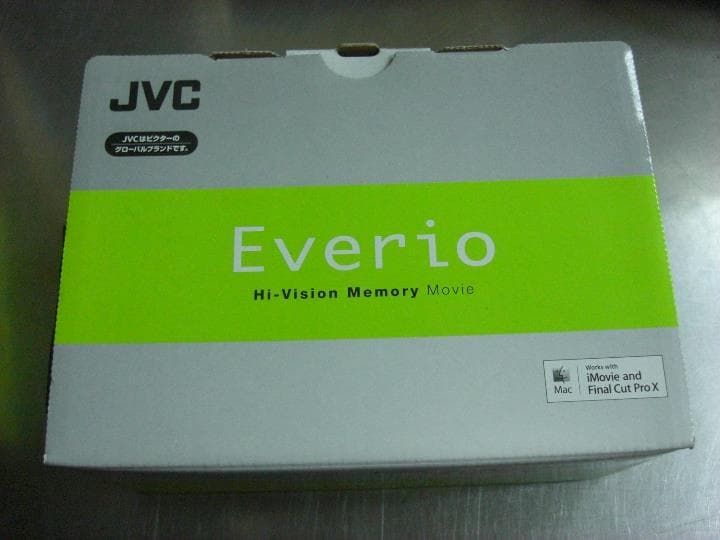 JVC
JVCはビクターの
グローバルブランドです。
Everio
Hi-Vision Memory Movie
Works with
iMovie and
Final Cut Pro X
Mac